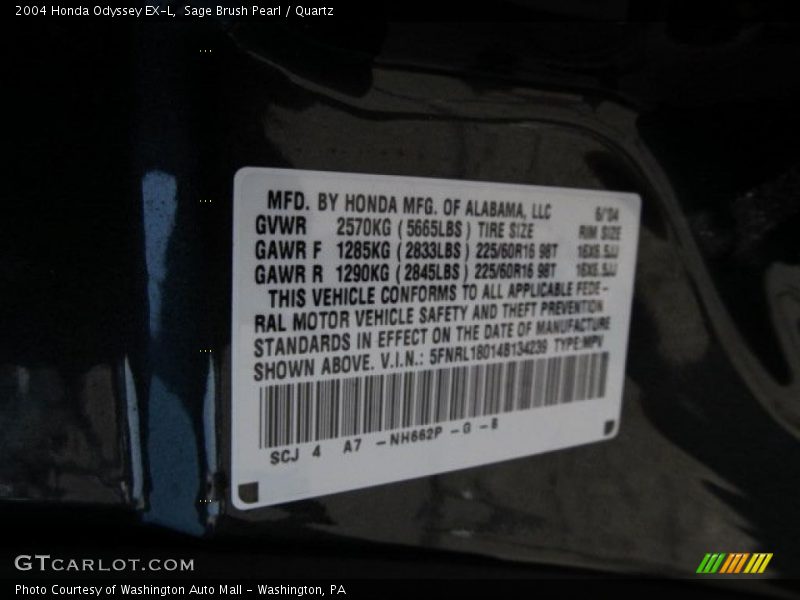 2004 Honda Odyssey EX-L,  Sage Brush Pearl / Quartz
MFD. BY HONDA MFG. OF ALABAMA, LLC 6/04
GVWR 2570KG ( 5665LBS ) TIRE SIZE RIM SIZE
GAWR F 1285KG ( 2833LBS ) 225/60R16 98T 16X6.5JJ
GAWR R 1290KG ( 2845LBS ) 225/60R16 98T 16X6.5JJ
THIS VEHICLE CONFORMS TO ALL APPLICABLE FEDE-
RAL MOTOR VEHICLE SAFETY AND THEFT PREVENTION
STANDARDS IN EFFECT ON THE DATE OF MANUFACTURE
SHOWN ABOVE. V.I.N.: 5FNRL18014B134239 TYPE:MPV
SCJ 4 A7 -NH662P -G -B
GTCARLOT.COM
Photo Courtesy of Washington Auto Mall - Washington, PA